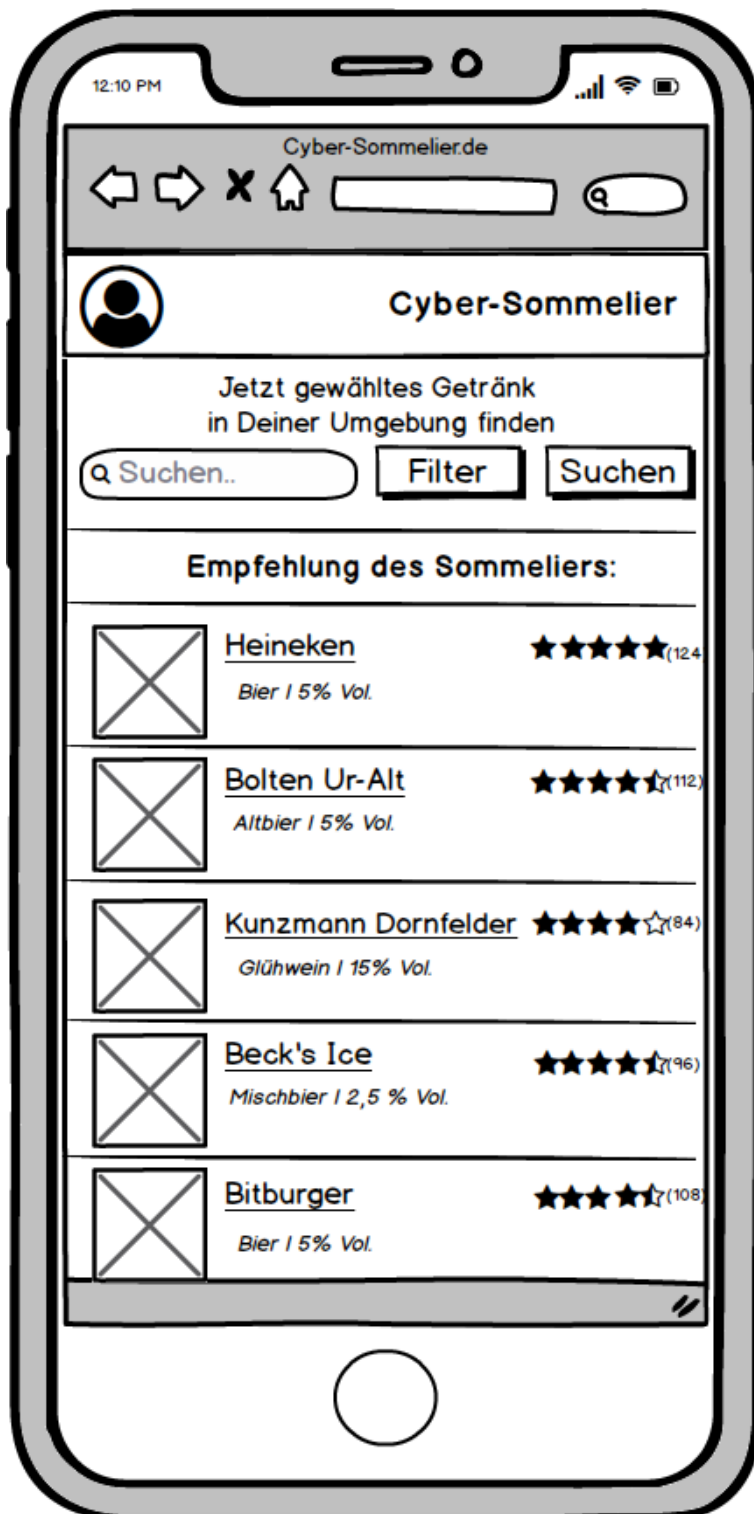 12:10 PM
Cyber-Sommelier.de
Cyber-Sommelier
Jetzt gewähltes Getränk
in Deiner Umgebung finden
Suchen..
Filter
Suchen
Empfehlung des Sommeliers:
Heineken
(124
Bier I 5% Vol.
Bolten Ur-Alt
(112)
Altbier I 5% Vol.
Kunzmann Dornfelder
(84)
Glühwein I 15% Vol.
Beck's Ice
(96)
Mischbier I 2,5 % Vol.
Bitburger
(108)
Bier I 5% Vol.